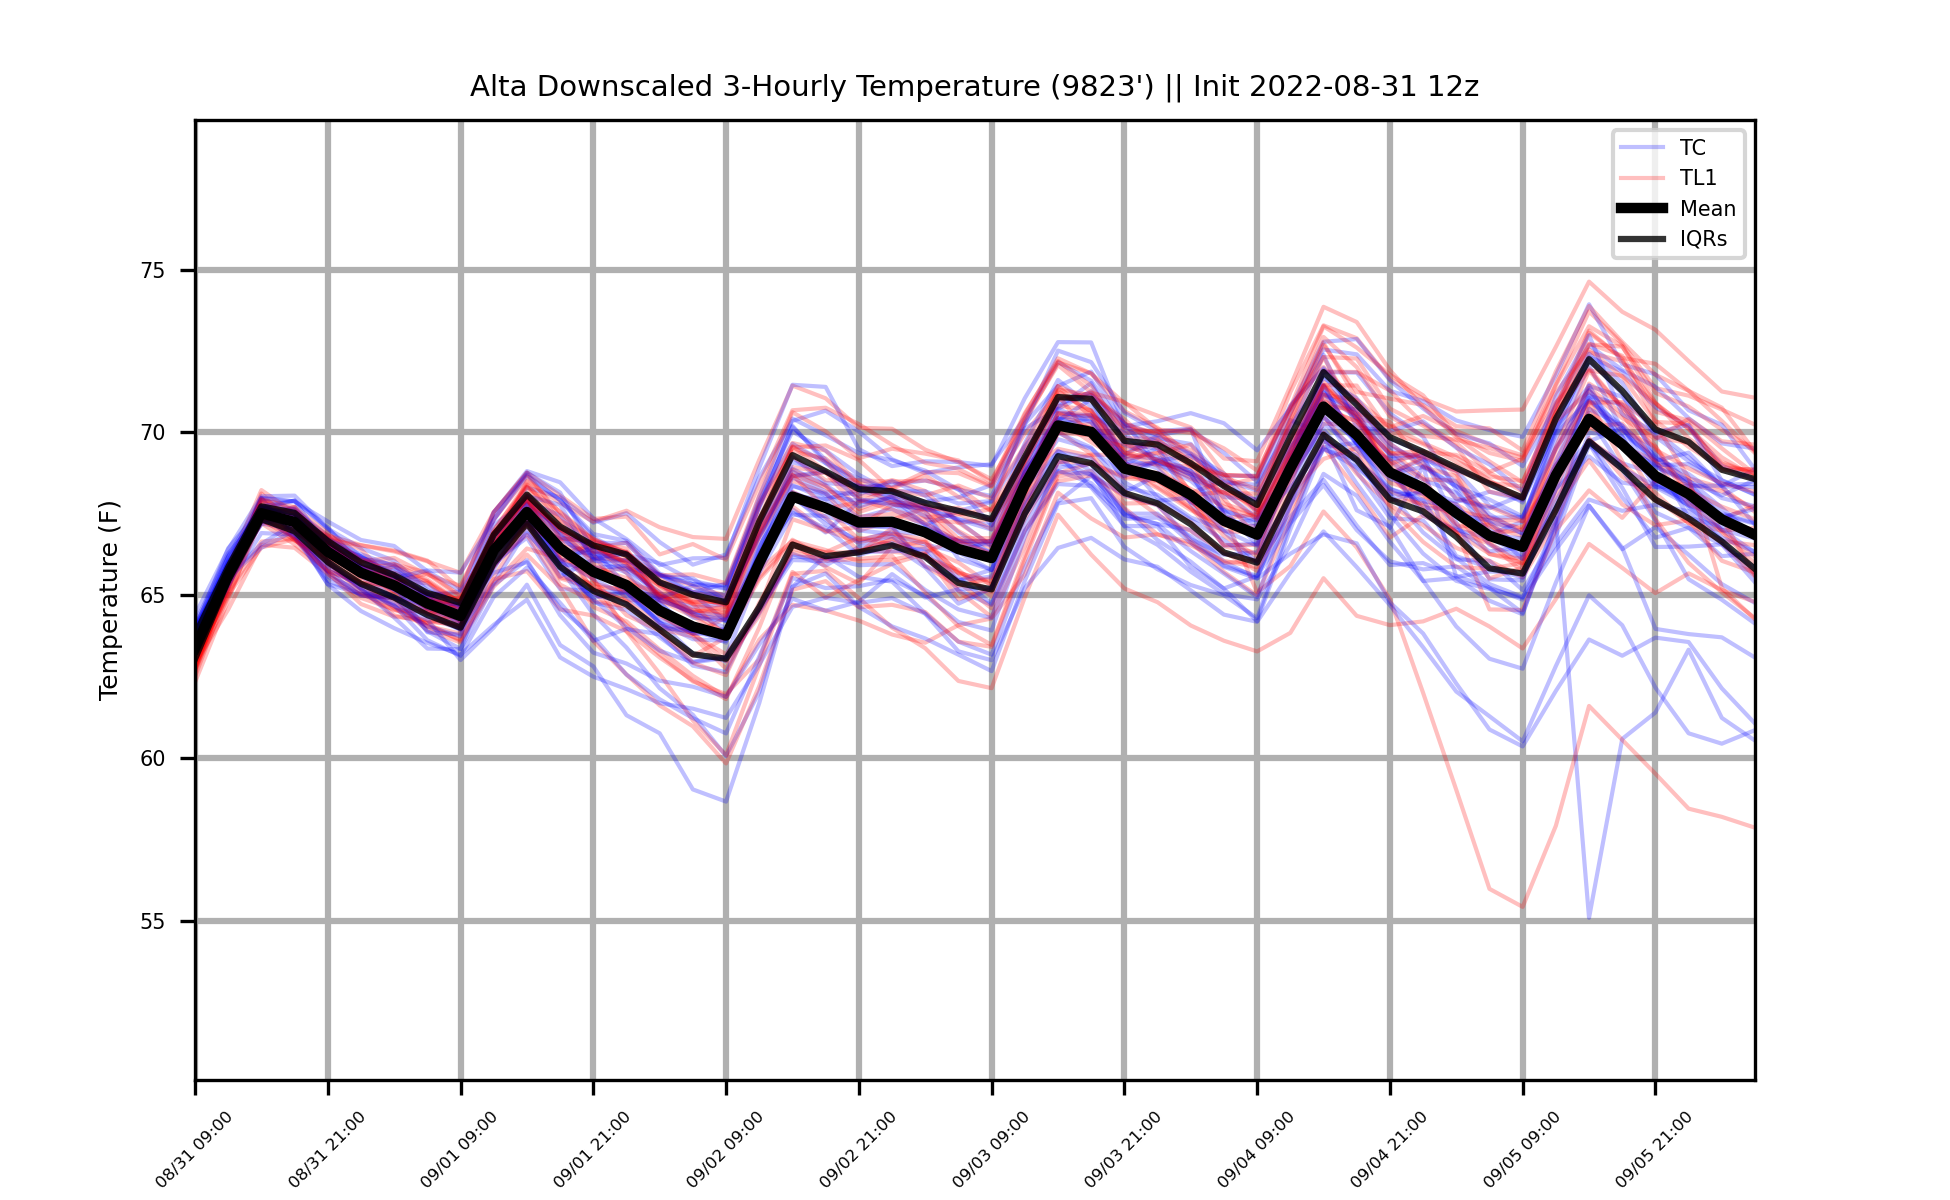 Alta Downscaled 3-Hourly Temperature (9823') || Init 2022-08-31 12z
TC
TL1
Mean
IQRs
Temperature (F)
75
70
65
60
55
08/31 09:00
08/31 21:00
09/01 09:00
09/01 21:00
09/02 09:00
09/02 21:00
09/03 09:00
09/03 21:00
09/04 09:00
09/04 21:00
09/05 09:00
09/05 21:00